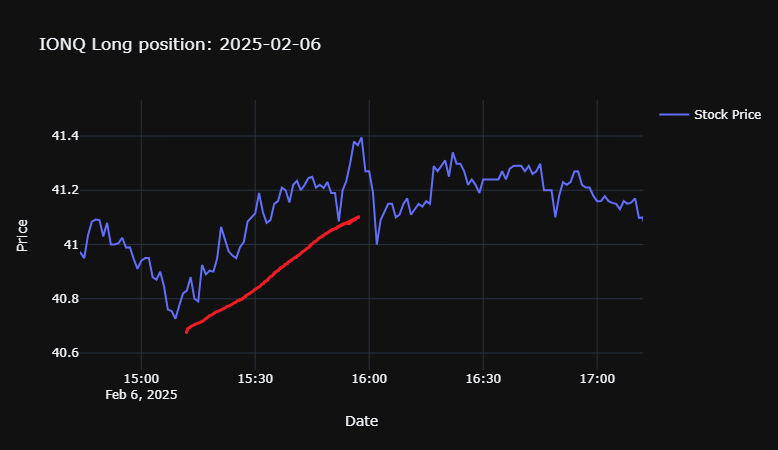 IONQ Long position: 2025-02-06
Stock Price
41.4
41.2
41
40.8
40.6
Price
15:00
Feb 6, 2025
15:30
16:00
16:30
17:00
Date